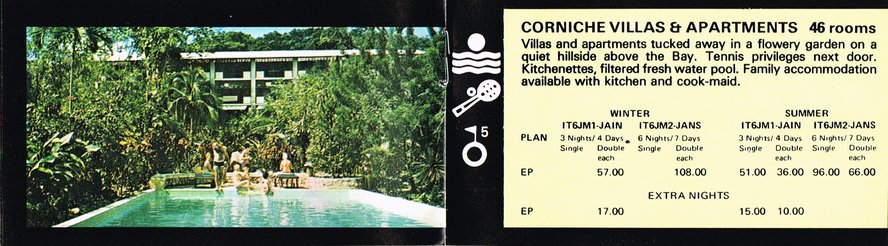 5
CORNICHE VILLAS & APARTMENTS 46 rooms
Villas and apartments tucked away in a flowery garden on a
quiet hillside above the Bay. Tennis privileges next door.
Kitchenettes, filtered fresh water pool. Family accommodation
available with kitchen and cook-maid.
WINTER SUMMER
IT6JM1-JAIN IT6JM2-JANS IT6JM1-JAIN IT6JM2-JANS
PLAN 3 Nights/ 4 Days 6 Nights/ 7 Days 3 Nights/ 4 Days 6 Nights/ 7 Days
Single Double Single Double Single Double Single Double
each each each each
EP 57.00 108.00 51.00 36.00 96.00 66.00
EXTRA NIGHTS
EP 17.00 15.00 10.00